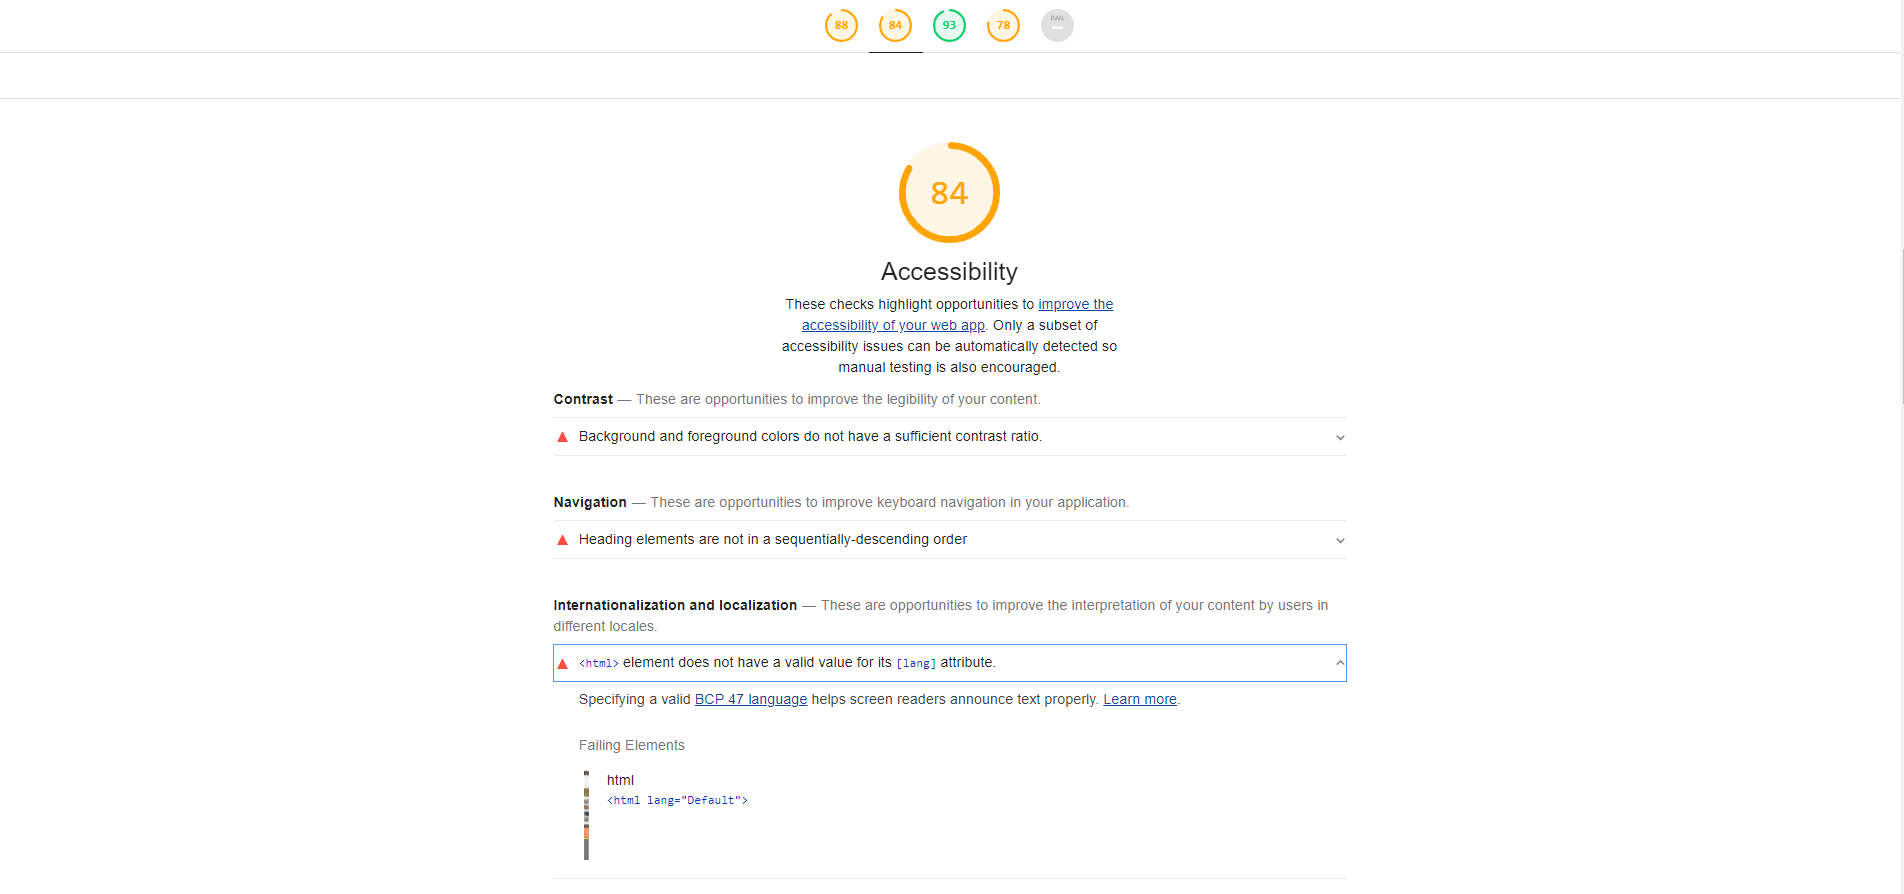 88 84 93 78 PWA
84
Accessibility
These checks highlight opportunities to improve the
accessibility of your web app. Only a subset of
accessibility issues can be automatically detected so
manual testing is also encouraged.
Contrast — These are opportunities to improve the legibility of your content.
Background and foreground colors do not have a sufficient contrast ratio.
Navigation — These are opportunities to improve keyboard navigation in your application.
Heading elements are not in a sequentially-descending order
Internationalization and localization — These are opportunities to improve the interpretation of your content by users in
different locales.
<html> element does not have a valid value for its [lang] attribute.
Specifying a valid BCP 47 language helps screen readers announce text properly. Learn more.
Failing Elements
html
<html lang="Default">